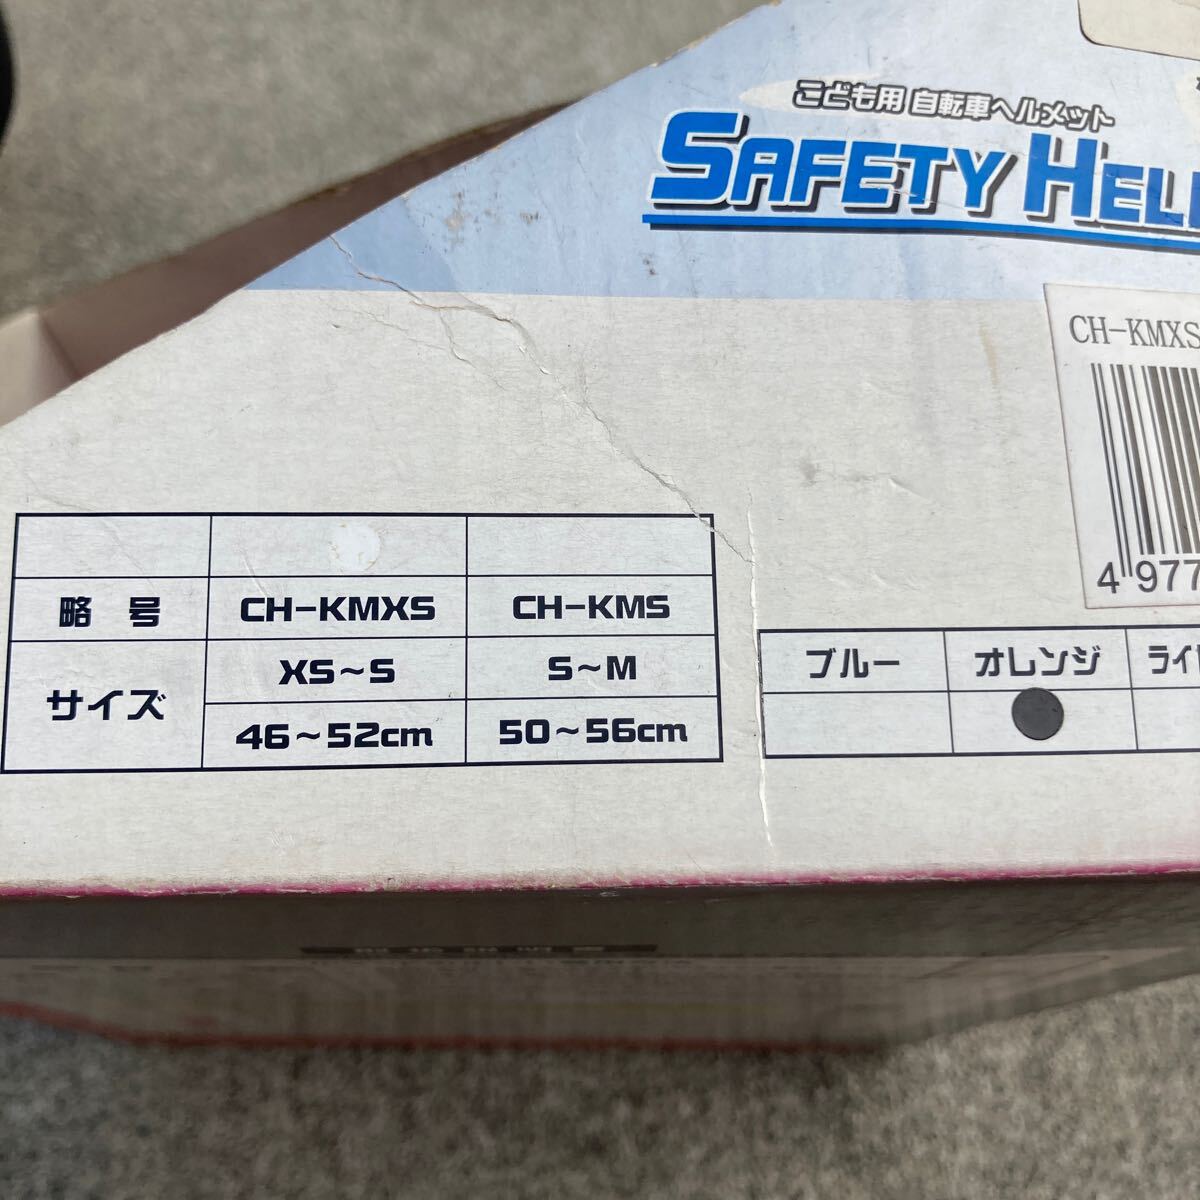 こども用 自転車ヘルメット
SAFETY HEL
CH-KMXS
4 977
略 号 CH-KMXS CH-KMS
サイズ XS～S S～M
46～52cm 50～56cm
ブルー オレンジ ライ